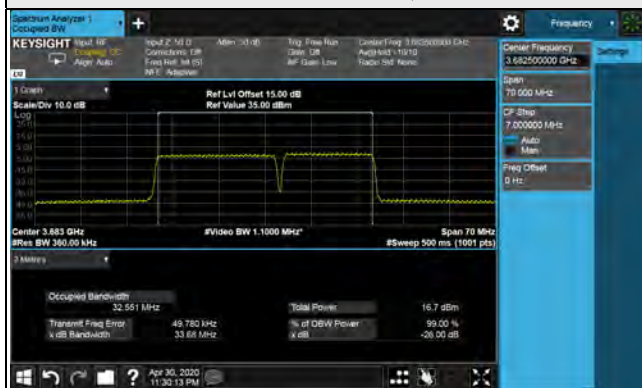 Spectrum Analyzer 1
Occupied BW
Frequency
KEYSIGHT Input: RF
Coupling: DC
Align: Auto
Input Z: 50 Ω
Corrections: Off
Freq Ref: Int (S)
NFE: Adaptive
Atten: 30 dB
Trig: Free Run
Gate: Off
#IF Gain: Low
Center Freq: 3.682500000 GHz
Avg|Hold: 10/10
Radio Std: None
Center Frequency
3.682500000 GHz
Settings
Span
70.000 MHz
CF Step
7.000000 MHz
Auto
Man
Freq Offset
0 Hz
1 Graph
Scale/Div 10.0 dB
Ref Lvl Offset 15.00 dB
Ref Value 35.00 dBm
Log
25.0
15.0
5.00
Center 3.683 GHz
#Res BW 360.00 kHz
#Video BW 1.1000 MHz*
Span 70 MHz
#Sweep 500 ms (1001 pts)
2 Metrics
Occupied Bandwidth
32.551 MHz
Total Power
16.7 dBm
Transmit Freq Error
49.780 kHz
% of OBW Power
99.00 %
x dB Bandwidth
33.68 MHz
x dB
-26.00 dB
?
Apr 30, 2020
11:30:13 PM